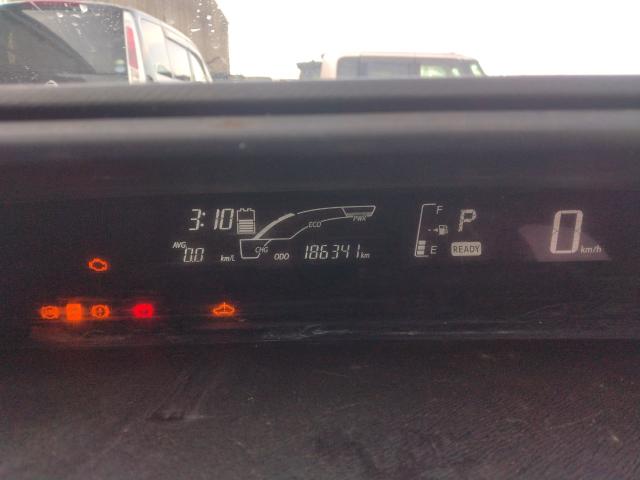 3:10
ECO
PWR
AVG
0.0 km/L
CHG
ODO 186341 km
F
E
P
READY
0 km/h